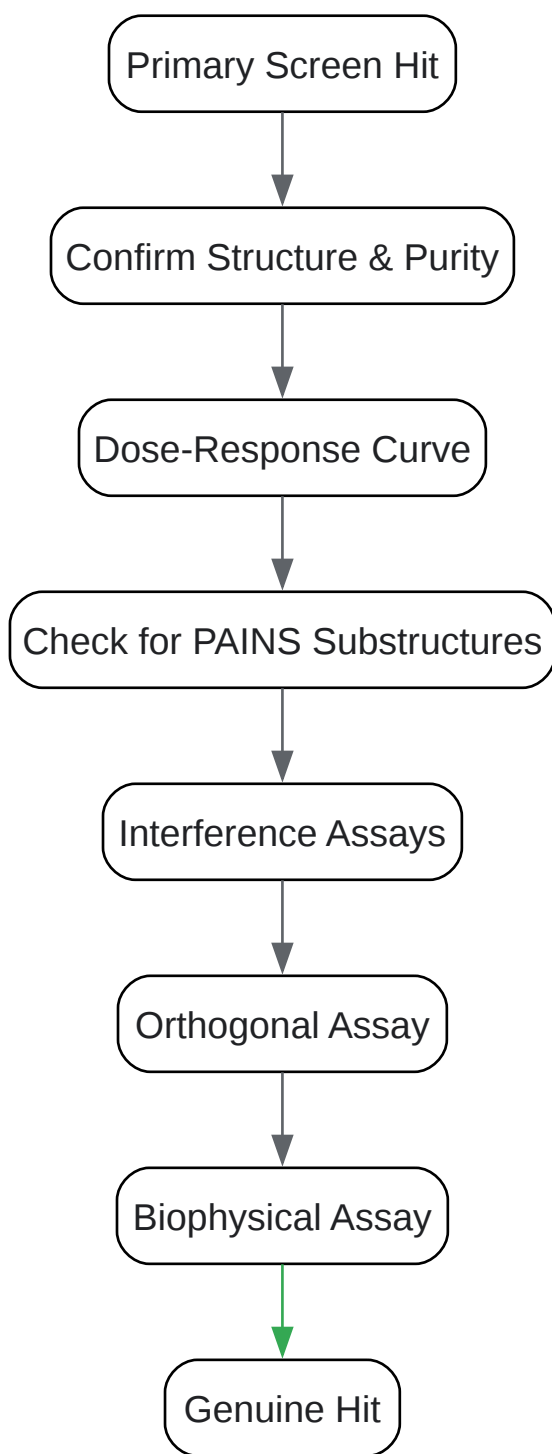 Primary Screen Hit
Confirm Structure & Purity
Dose-Response Curve
Check for PAINS Substructures
Interference Assays
Orthogonal Assay
Biophysical Assay
Genuine Hit